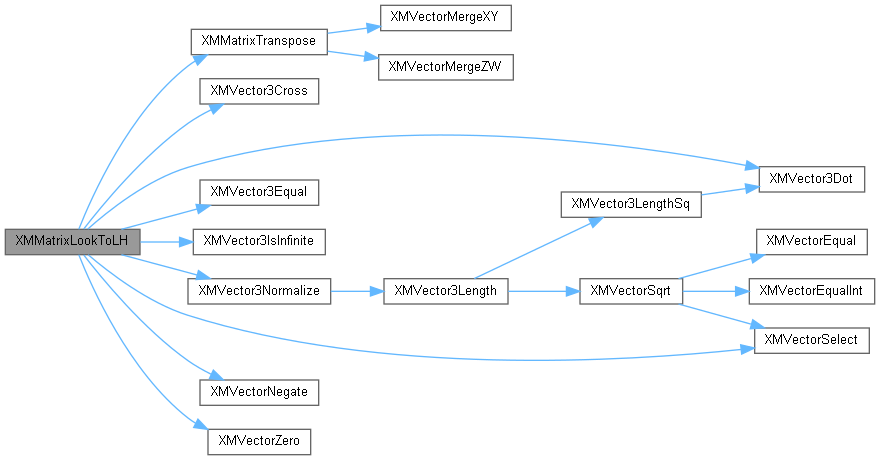 XMVectorMergeXY
XMMatrixTranspose
XMVectorMergeZW
XMVector3Cross
XMVector3Dot
XMVector3Equal
XMVector3LengthSq
XMMatrixLookToLH
XMVector3IsInfinite
XMVectorEqual
XMVector3Normalize
XMVector3Length
XMVectorSqrt
XMVectorEqualInt
XMVectorSelect
XMVectorNegate
XMVectorZero